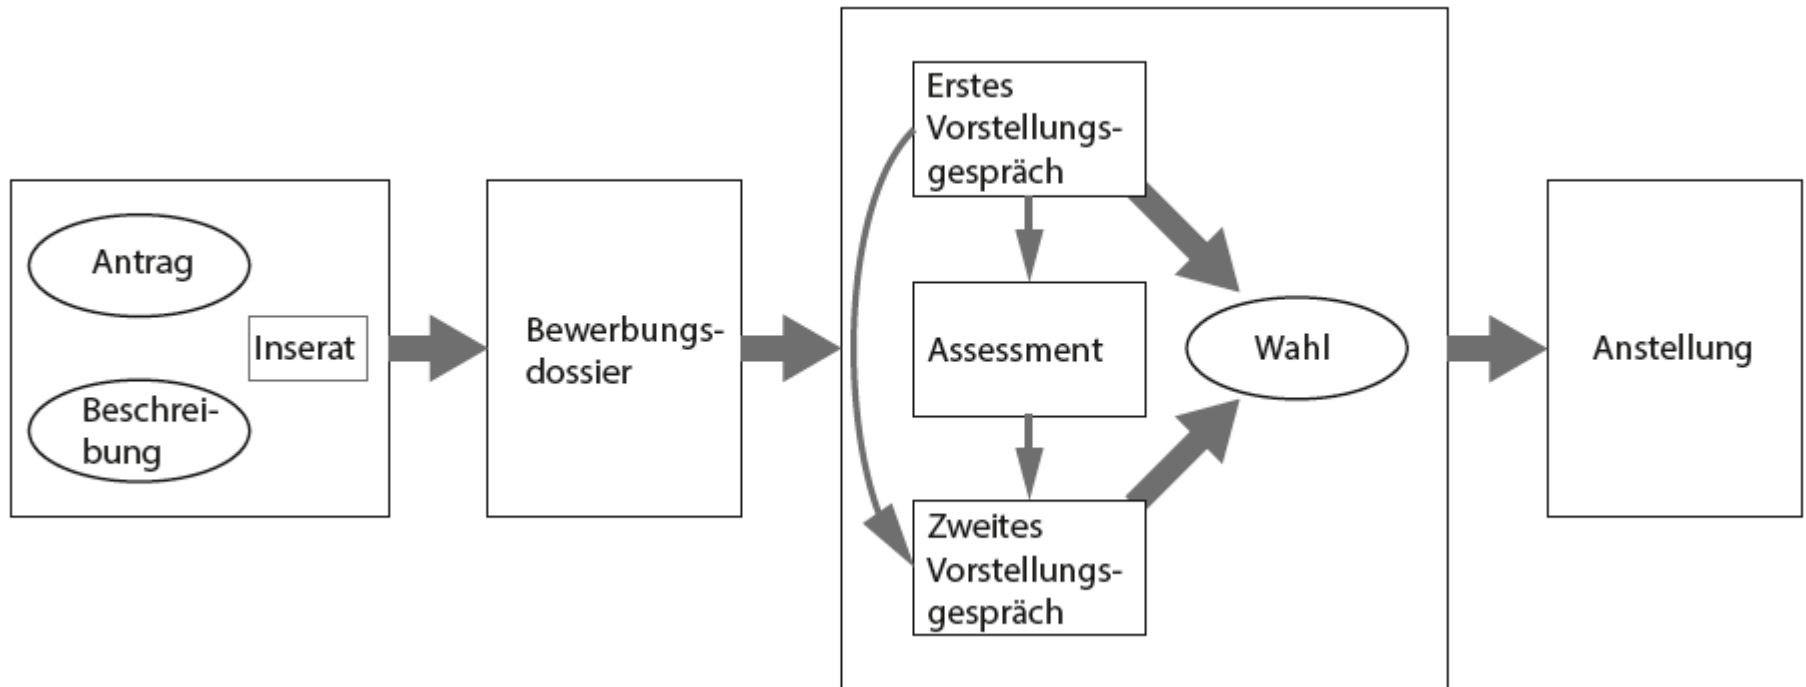 Antrag
Inserat
Beschrei-
bung
Bewerbungs-
dossier
Erstes
Vorstellungs-
gespräch
Assessment
Zweites
Vorstellungs-
gespräch
Wahl
Anstellung